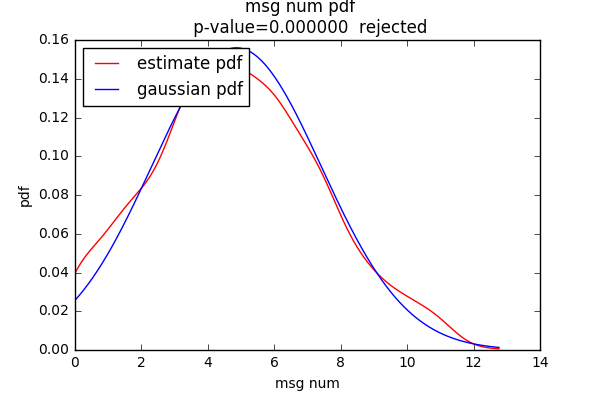 msg num pdf
p-value=0.000000 rejected
0.16
0.14
0.12
0.10
0.08
0.06
0.04
0.02
0.00
pdf
estimate pdf
gaussian pdf
0 2 4 6 8 10 12 14
msg num